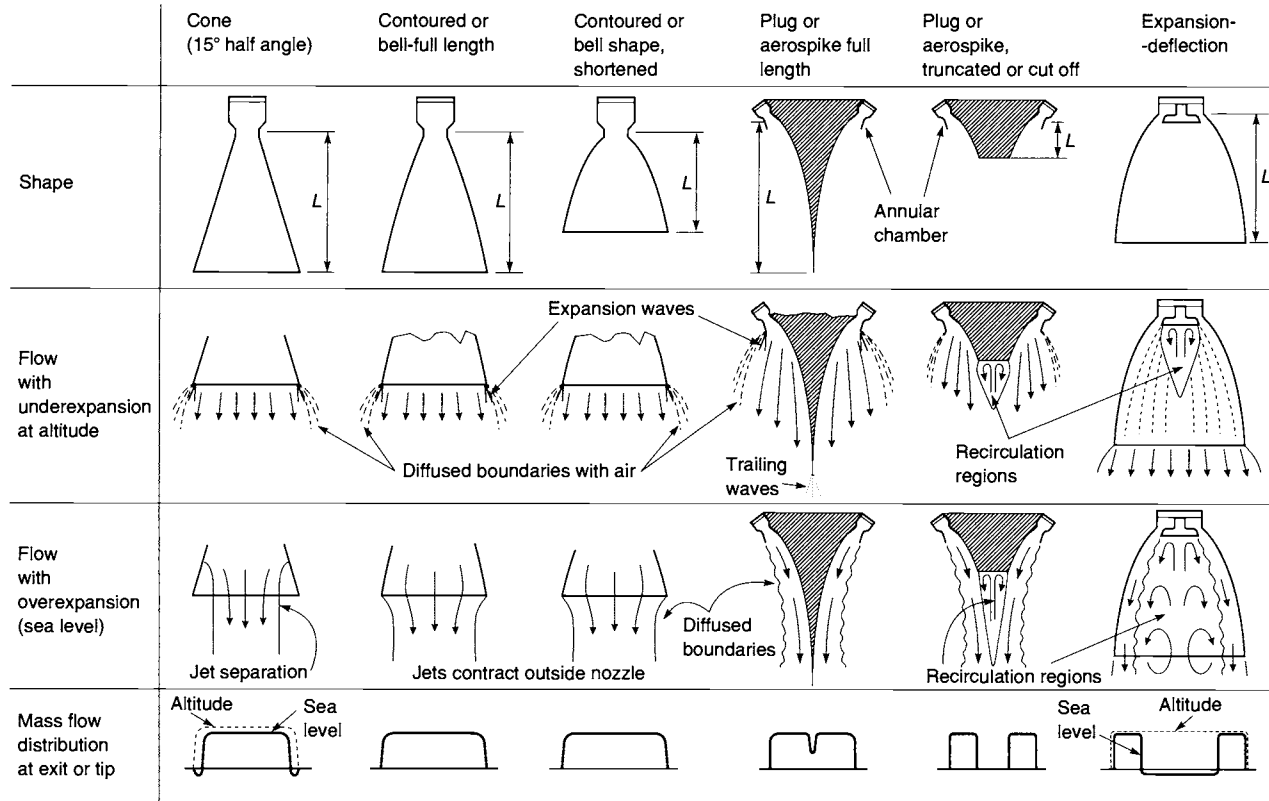 Cone
(15° half angle)
Contoured or
bell-full length
Contoured or
bell shape,
shortened
Plug or
aerospike full
length
Plug or
aerospike,
truncated or cut off
Expansion-
-deflection
Shape
L
L
L
L
L
L
Annular
chamber
Flow
with
underexpansion
at altitude
Expansion waves
Diffused boundaries with air
Trailing
waves
Recirculation
regions
Flow
with
overexpansion
(sea level)
Jet separation
Jets contract outside nozzle
Diffused
boundaries
Recirculation regions
Mass flow
distribution
at exit or tip
Altitude
Sea
level
Sea
level
Altitude